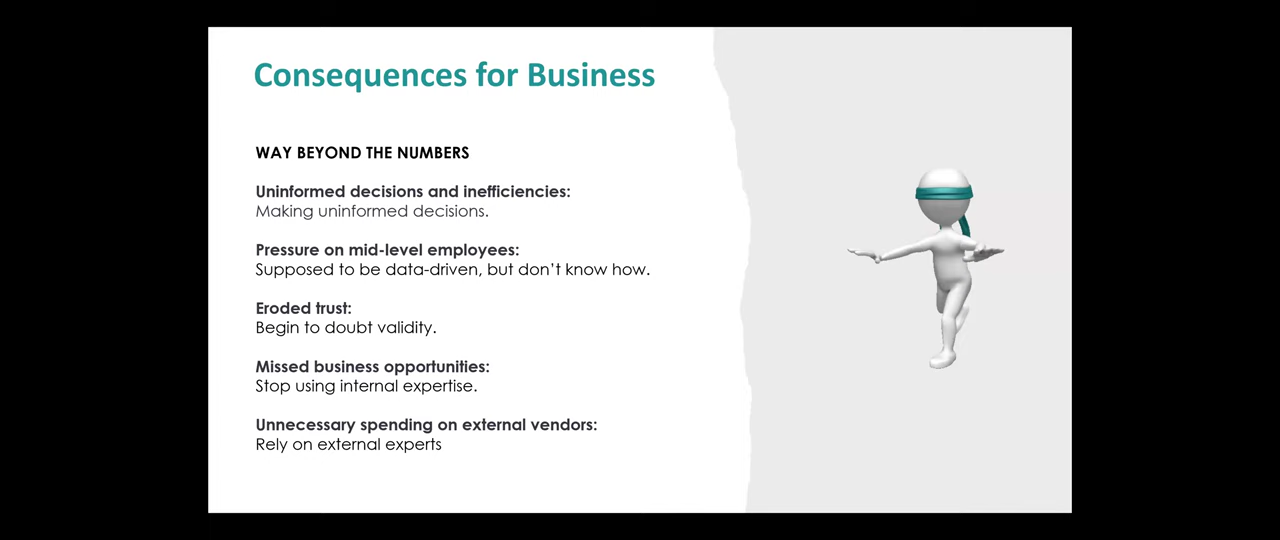 Consequences for Business
WAY BEYOND THE NUMBERS
Uninformed decisions and inefficiencies:
Making uninformed decisions.
Pressure on mid-level employees:
Supposed to be data-driven, but don’t know how.
Eroded trust:
Begin to doubt validity.
Missed business opportunities:
Stop using internal expertise.
Unnecessary spending on external vendors:
Rely on external experts